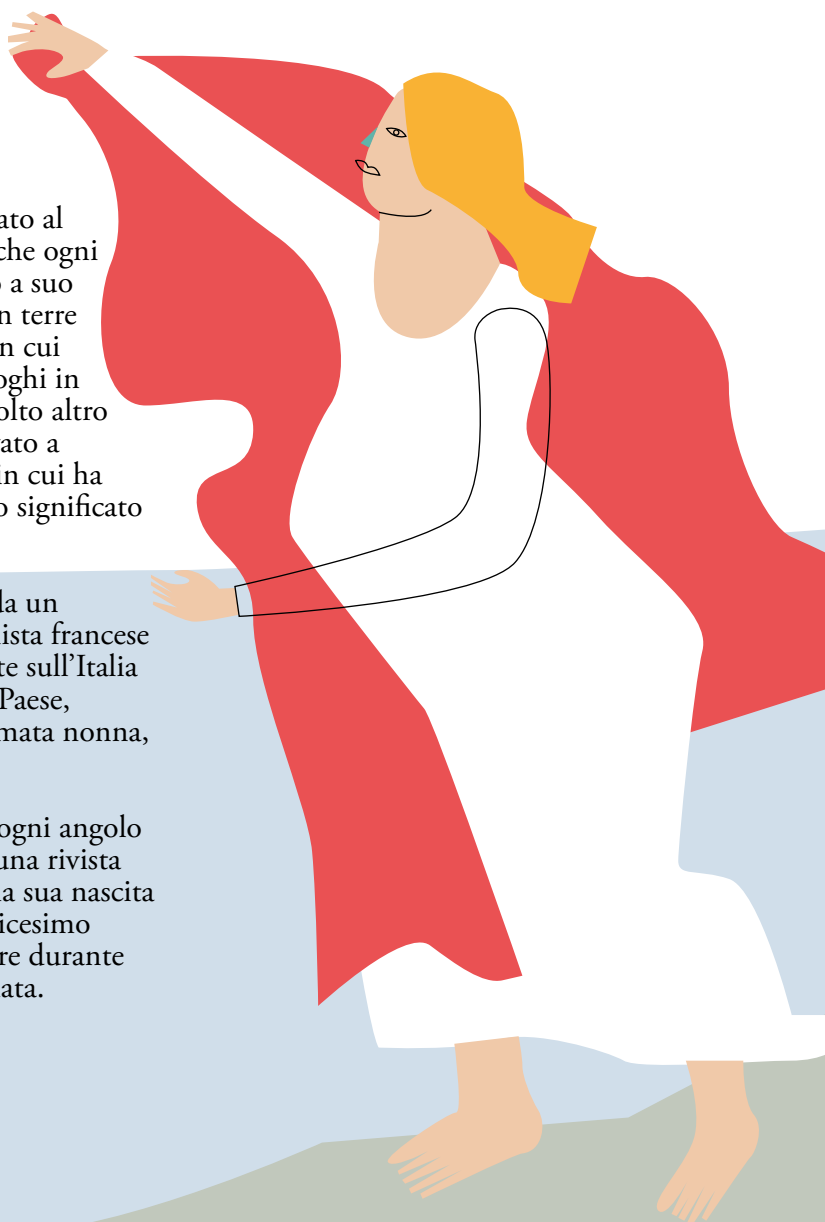 ato al
che ogni
a suo
n terre
n cui
oghi in
olto altro
ato a
in cui ha
o significato
da un
ista francese
te sull’Italia
Paese,
mata nonna,
ogni angolo
una rivista
la sua nascita
icesimo
re durante
ata.